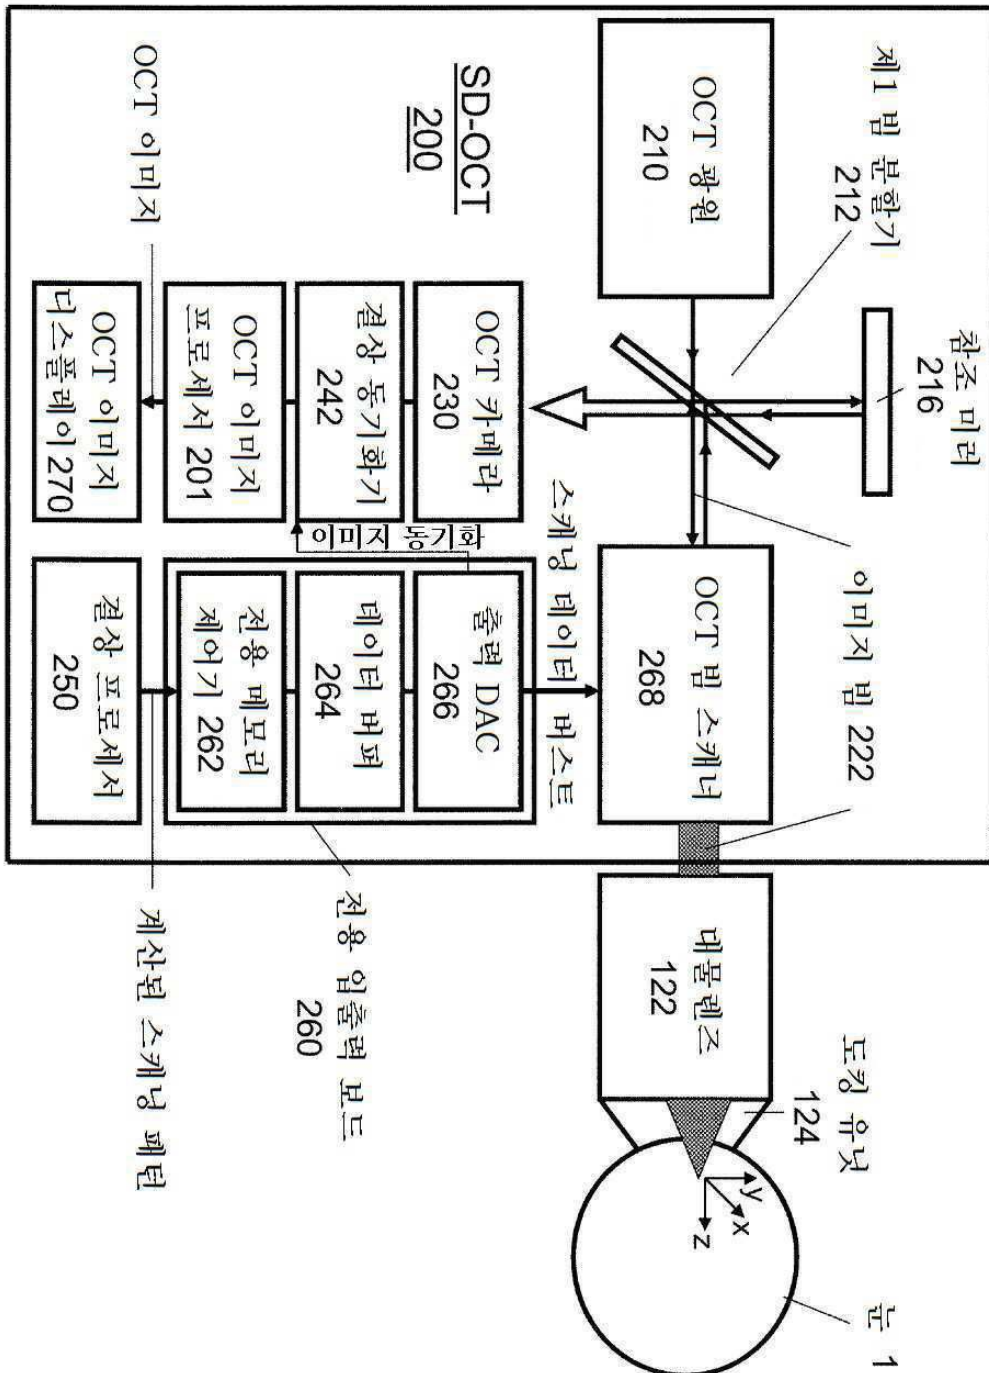 참조 미러
216
제1 빔 분할기
212
이미지 빔 222
도킹 유닛
124
눈 1
OCT 광원
210
OCT 빔 스캐너
268
대물렌즈
122
y
x
z
스캐닝 데이터 버스트
SD-OCT
200
OCT 카메라
230
출력 DAC
266
이미지 동기화
결상 동기화기
242
데이터 버퍼
264
전용 입출력 보드
260
OCT 이미지
프로세서 201
전용 메모리
제어기 262
OCT 이미지
계산된 스캐닝 패턴
OCT 이미지
디스플레이 270
결상 프로세서
250